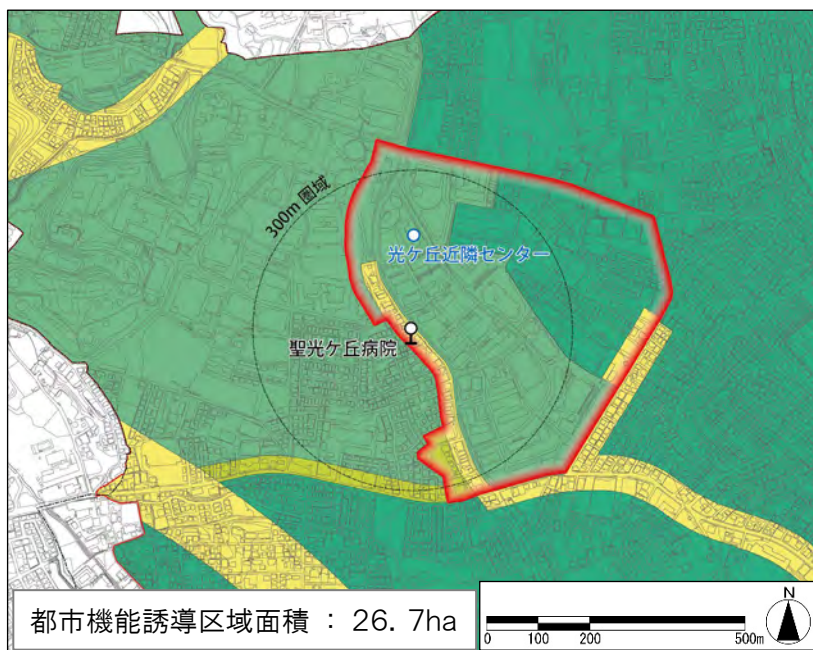 300m 圏域
光ケ丘近隣センター
聖光ケ丘病院
都市機能誘導区域面積 : 26. 7ha
N
0 100 200 500m